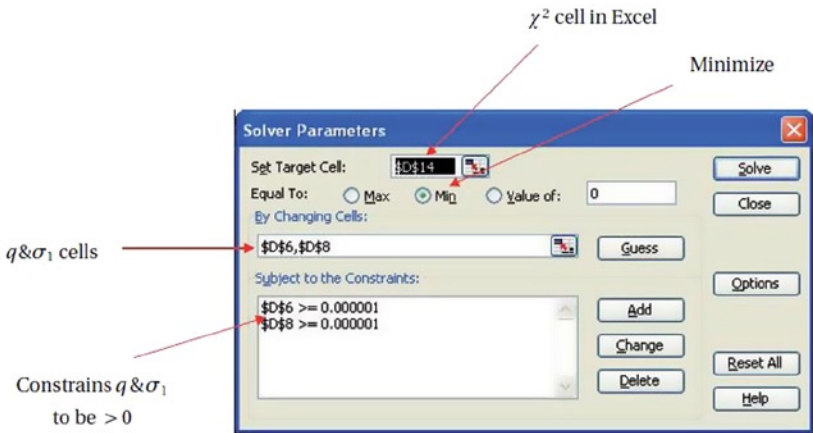 χ² cell in Excel
Minimize
Solver Parameters
Set Target Cell: $D$14 Solve
Equal To: Max Min Value of: 0 Close
By Changing Cells:
q&σ₁ cells
$D$6,$D$8 Guess
Subject to the Constraints: Options
$D$6 >= 0.000001 Add
$D$8 >= 0.000001
Change
Reset All
Delete
Help
Constrains q&σ₁
to be > 0